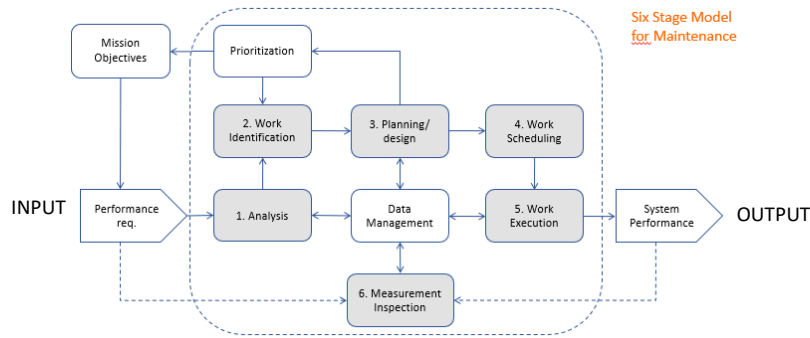 Six Stage Model
for Maintenance
Mission
Objectives
Prioritization
2. Work
Identification
3. Planning/
design
4. Work
Scheduling
INPUT
Performance
req.
1. Analysis
Data
Management
5. Work
Execution
System
Performance
OUTPUT
6. Measurement
Inspection